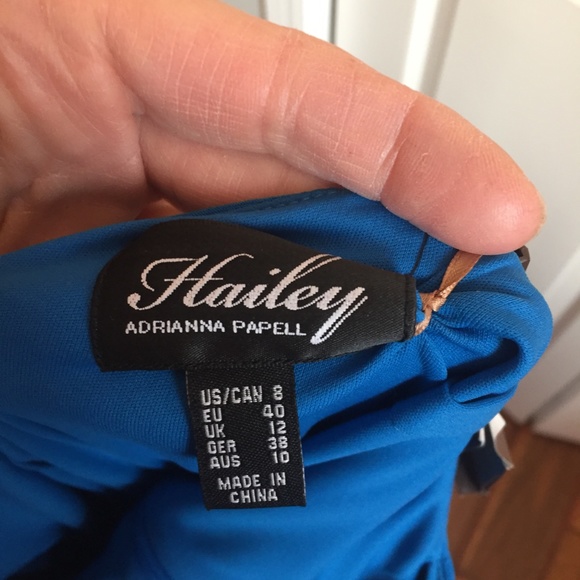 Hailey
ADRIANNA PAPELL
US/CAN 8
EU 40
UK 12
GER 38
AUS 10
MADE IN
CHINA